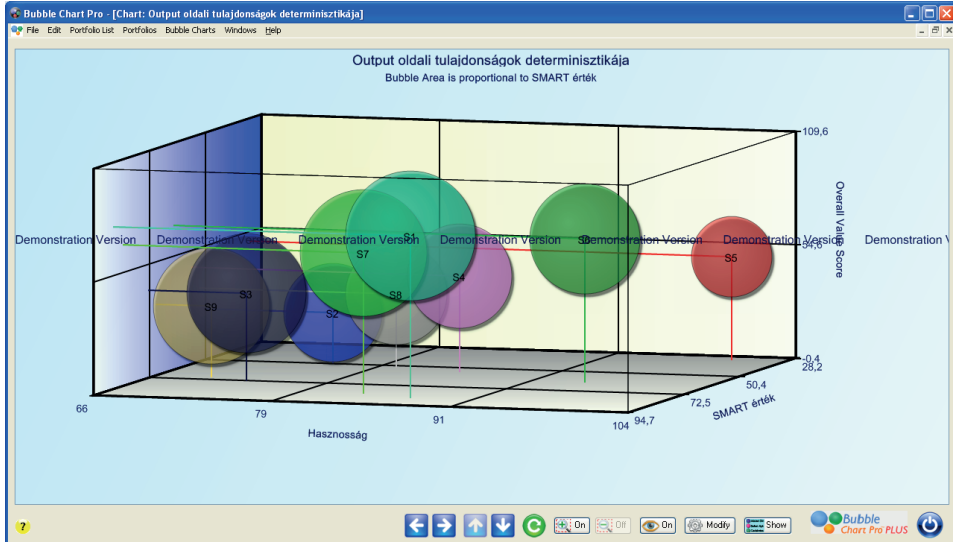 Bubble Chart Pro - [Chart: Output oldali tulajdonságok determinisztikája]
File Edit Portfolio List Portfolios Bubble Charts Windows Help
Output oldali tulajdonságok determinisztikája
Bubble Area is proportional to SMART érték
109,6
Overall Value Score
Demonstration Version Demonstration Version Demonstration Version Demonstration Version Demonstration Version Demonstration Version Demonstration V
S1
S7
S5
S4
S8
S3
S9
S2
-0,4
28,2
50,4
72,5
94,7
SMART érték
66
79
91
104
Hasznosság
? On Off On Modify Show
Bubble
Chart Pro PLUS